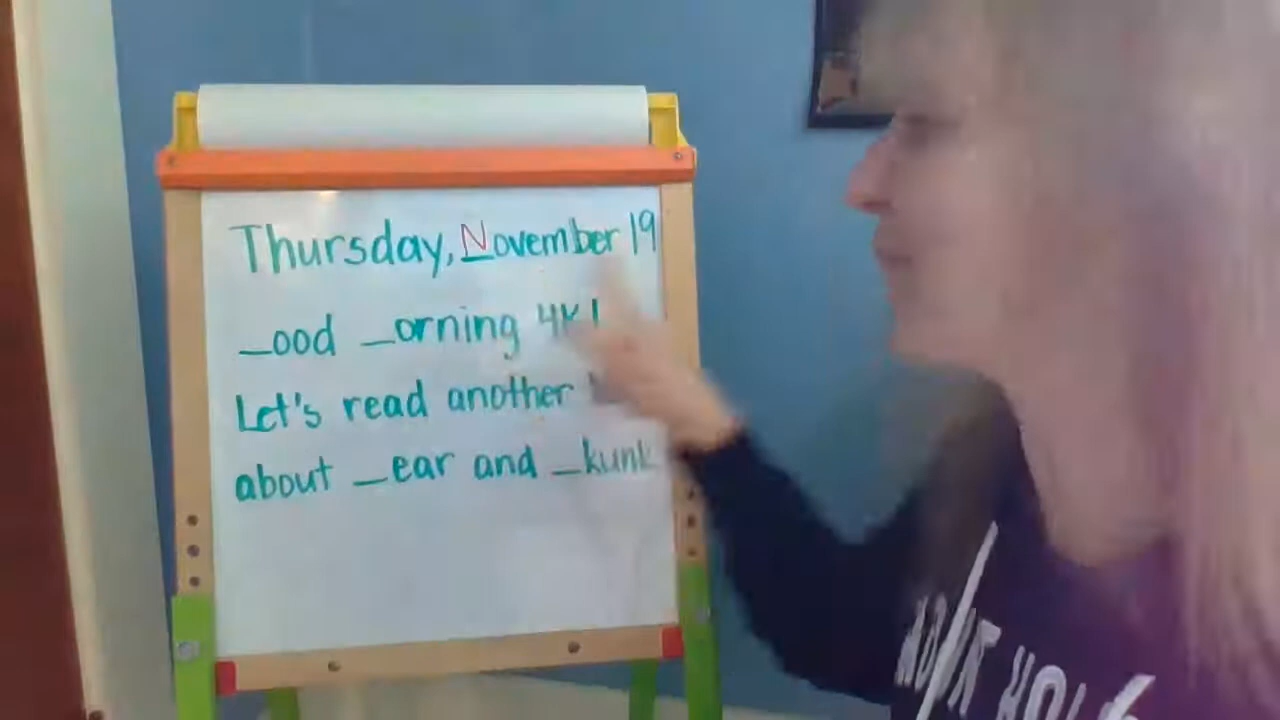 Thursday, November 19
_ood _orning 4K!
Let's read another
about _ear and _kunk